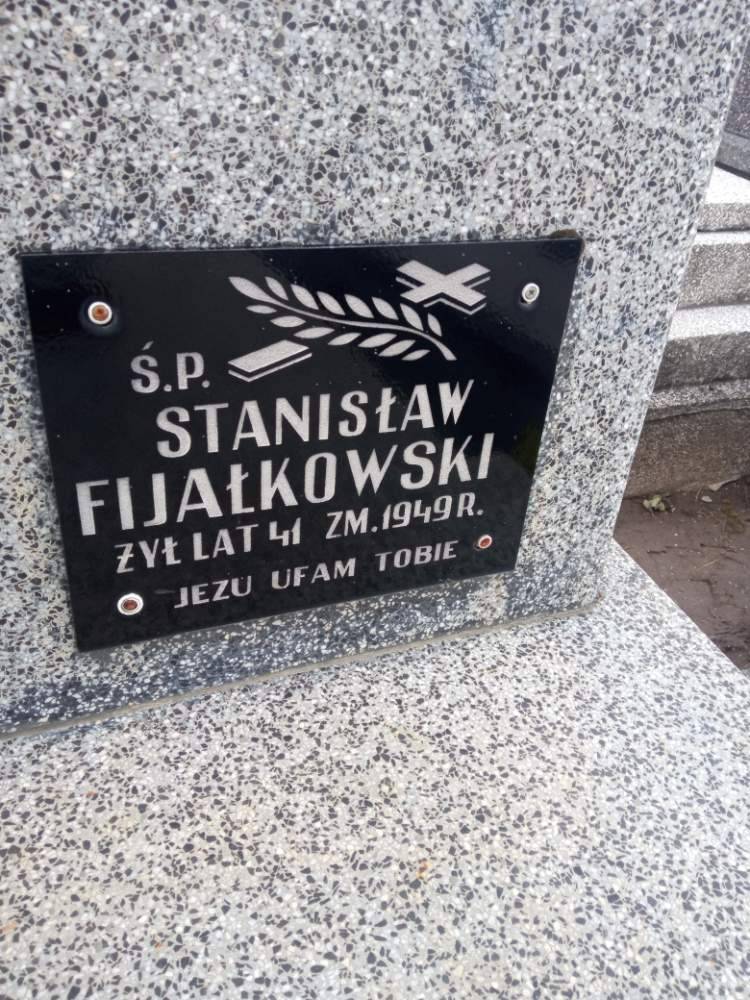 Ś.P.
STANISŁAW
FIJAŁKOWSKI
ŻYŁ LAT 41 ZM. 1949 R.
JEZU UFAM TOBIE